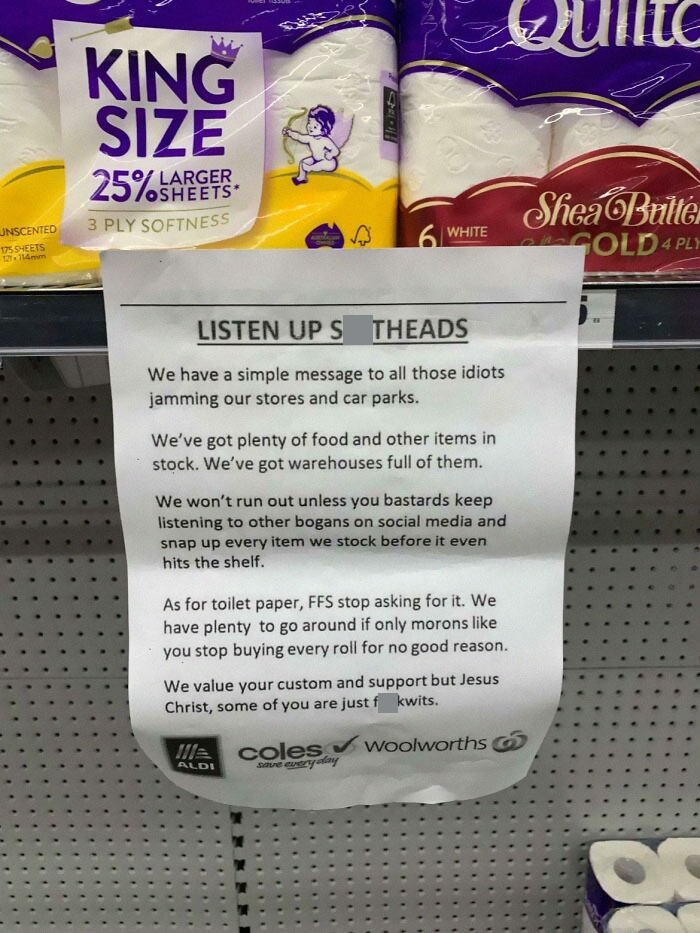 KING
SIZE
25% LARGER
SHEETS*
3 PLY SOFTNESS
UNSCENTED
175 SHEETS
Quilto
Shea Butte
6 WHITE
GOLD 4 PLY
LISTEN UP S THEADS
We have a simple message to all those idiots
jamming our stores and car parks.
We've got plenty of food and other items in
stock. We've got warehouses full of them.
We won't run out unless you bastards keep
listening to other bogans on social media and
snap up every item we stock before it even
hits the shelf.
As for toilet paper, FFS stop asking for it. We
have plenty to go around if only morons like
you stop buying every roll for no good reason.
We value your custom and support but Jesus
Christ, some of you are just f kwits.
ALDI
coles
save every day
Woolworths